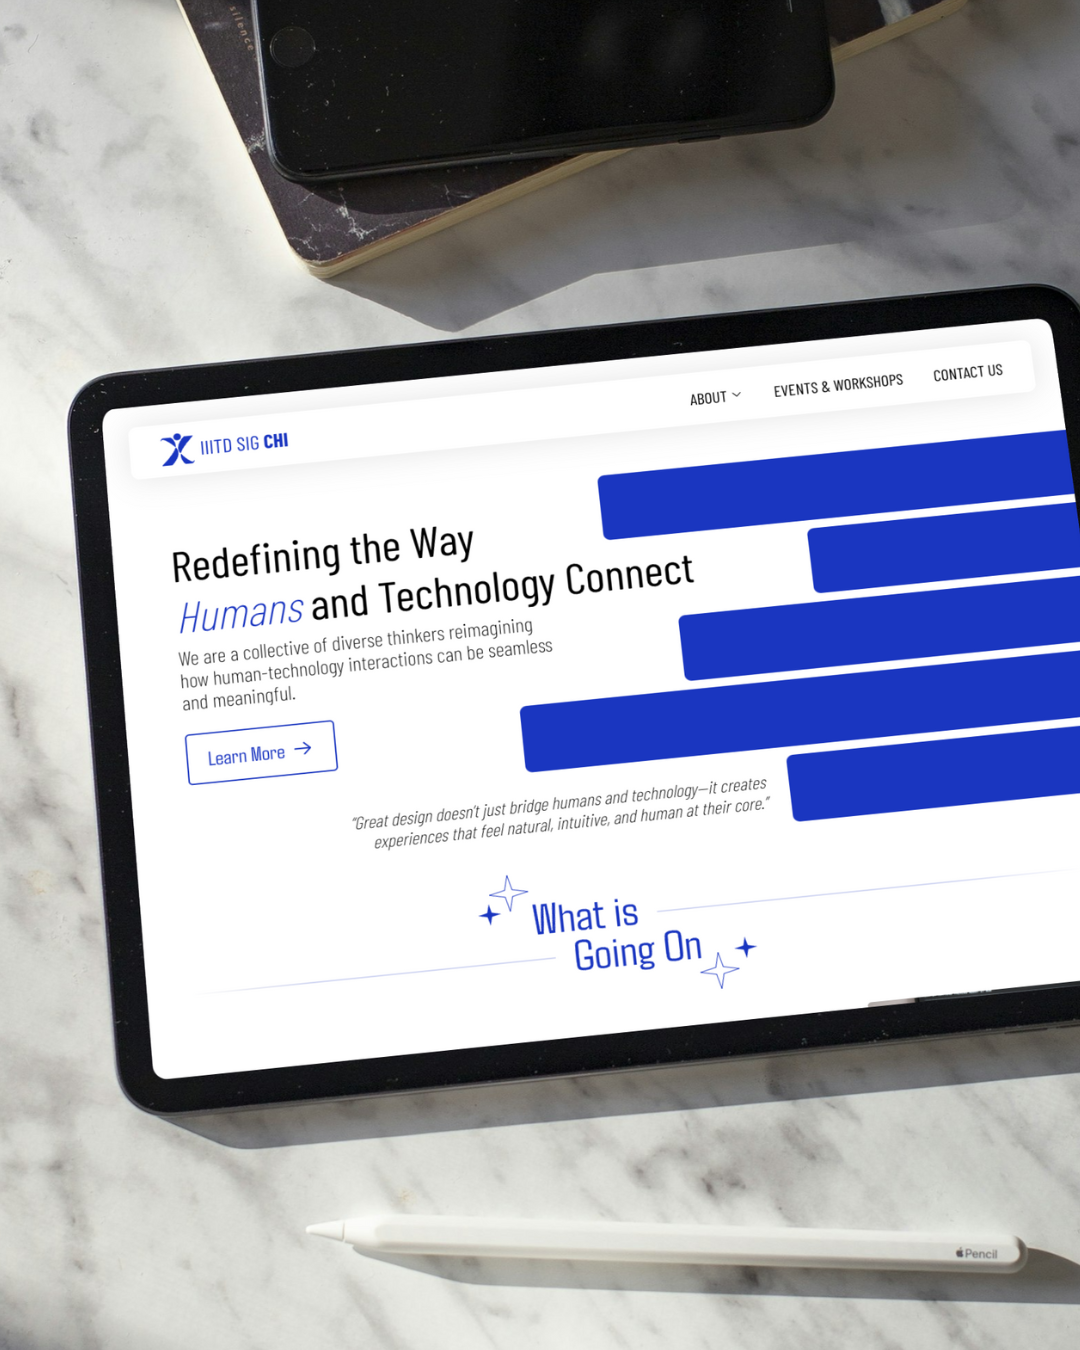 silence
IIITD SIG CHI
ABOUT
EVENTS & WORKSHOPS
CONTACT US
Redefining the Way
Humans and Technology Connect
We are a collective of diverse thinkers reimagining
how human-technology interactions can be seamless
and meaningful.
Learn More →
“Great design doesn’t just bridge humans and technology—it creates
experiences that feel natural, intuitive, and human at their core.”
What is
Going On
Pencil